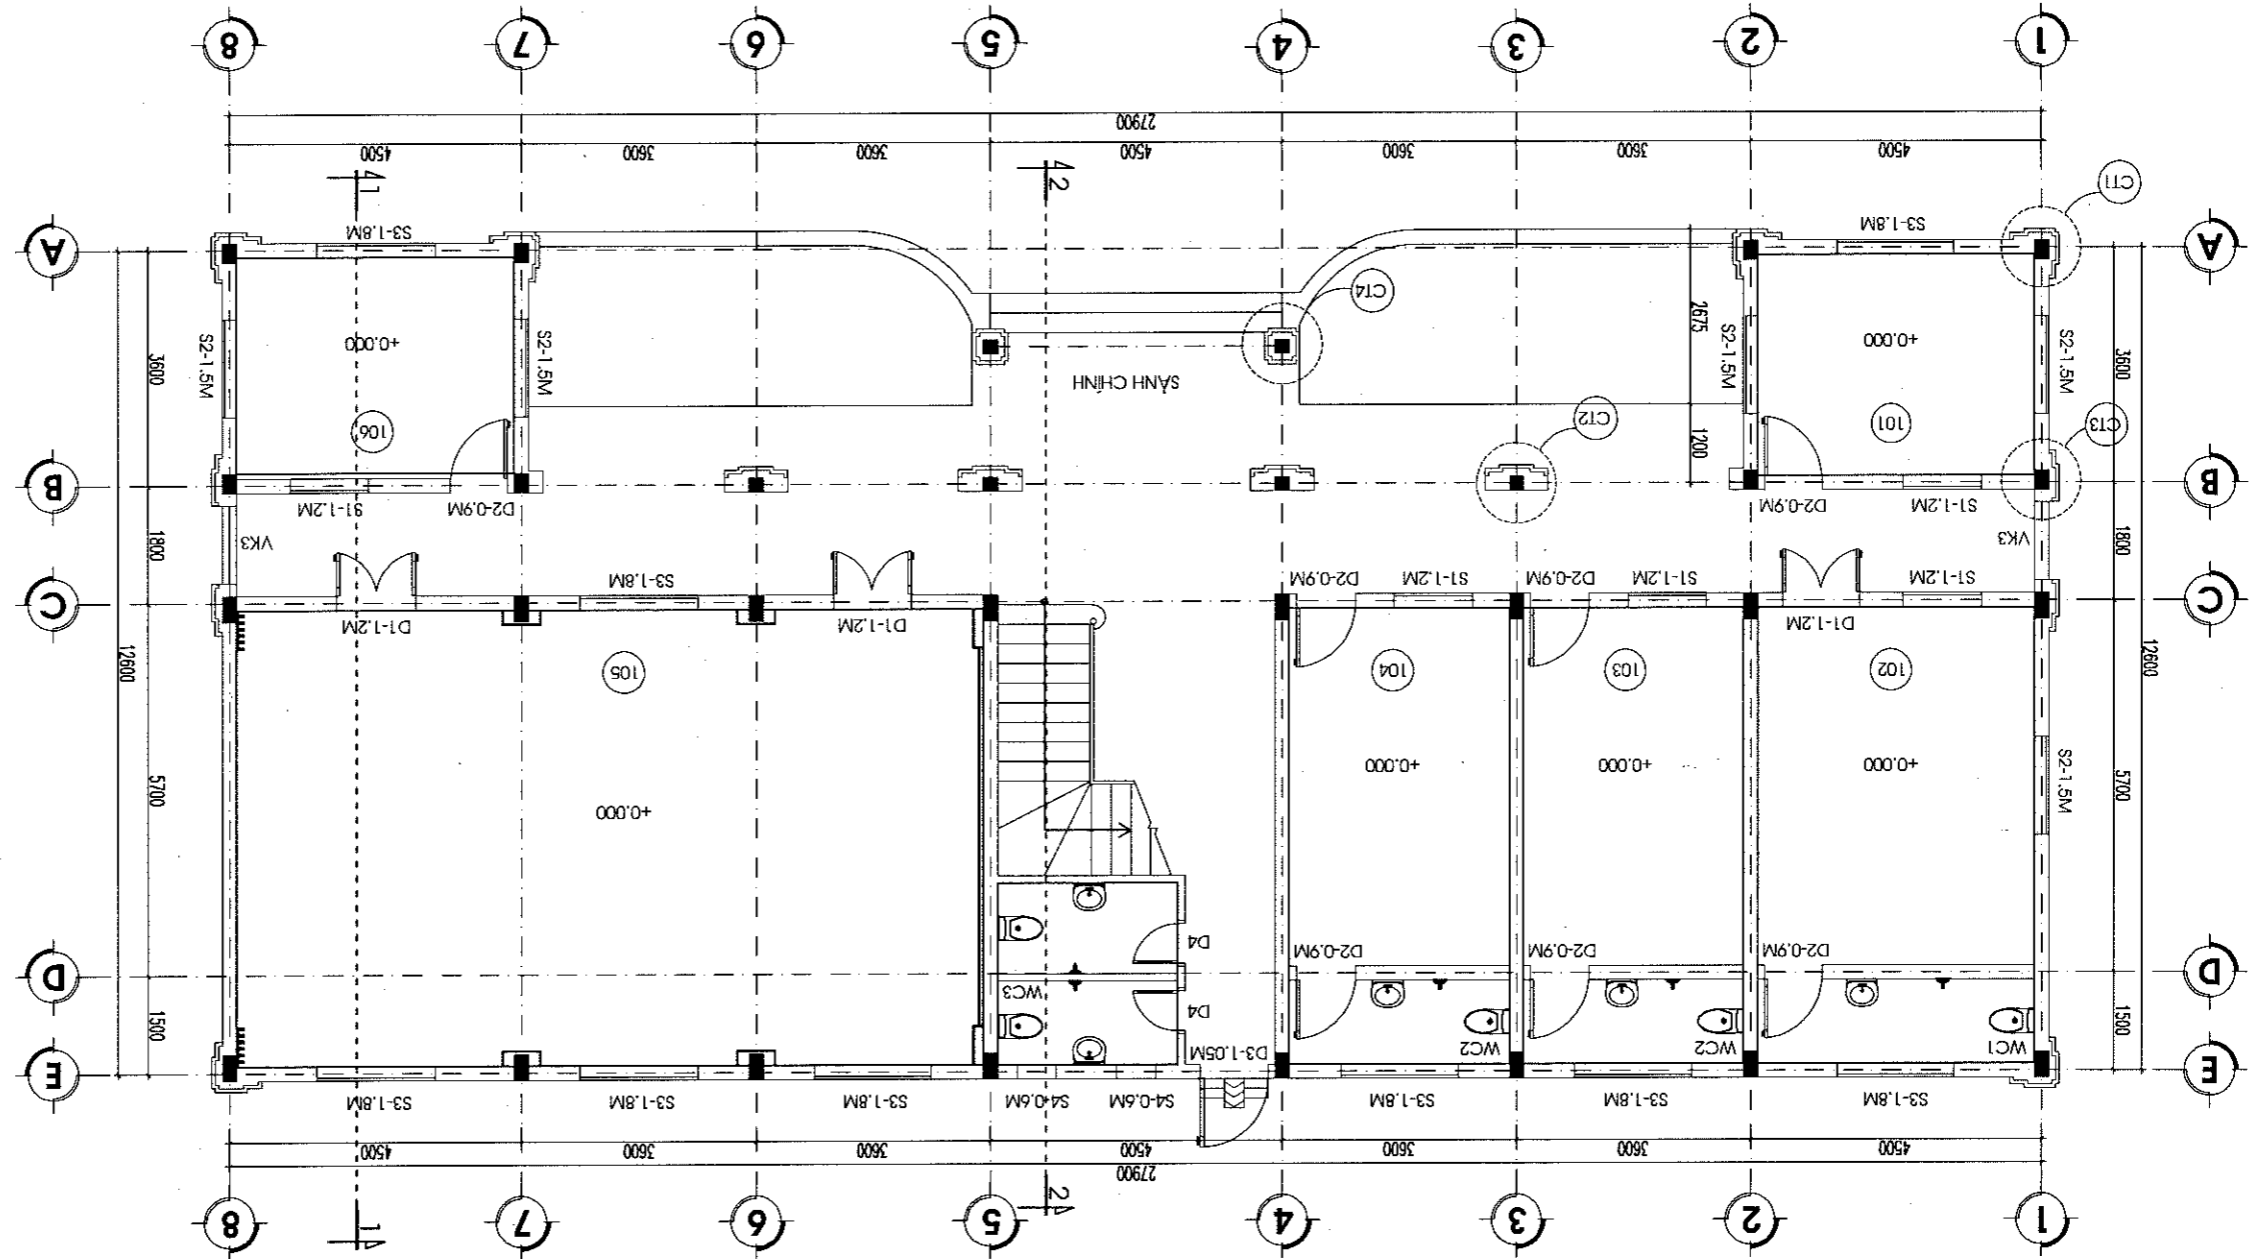 1 2 3 4 5 6 7 8
2 1
27900
4500 3600 3600 4500 3600 3600 4500
S3-1.8M S3-1.8M S3-1.8M S4-0.6M S4-0.6M S3-1.8M S3-1.8M S3-1.8M
E E
WC1 WC2 WC2 D3-1.05M
1500 1500
D4
WC3
D D
D2-0.9M D2-0.9M D2-0.9M D4
+0.000
S2-1.5M
5700 5700
+0.000 +0.000 +0.000
102 103 104 105
12600 12600
D1-1.2M D1-1.2M D1-1.2M
C C
S1-1.2M S1-1.2M D2-0.9M S1-1.2M D2-0.9M S3-1.8M
VK3 VK3
1800 1800
S1-1.2M D2-0.9M D2-0.9M S1-1.2M
B B
CT3 101 1200 CT2 106
SẢNH CHÍNH
S2-1.5M S2-1.5M S2-1.5M S2-1.5M
3600 3600
+0.000 +0.000
2675
CT4
A A
S3-1.8M S3-1.8M
CT1
2 1
4500 3600 3600 4500 3600 3600 4500
27900
1 2 3 4 5 6 7 8